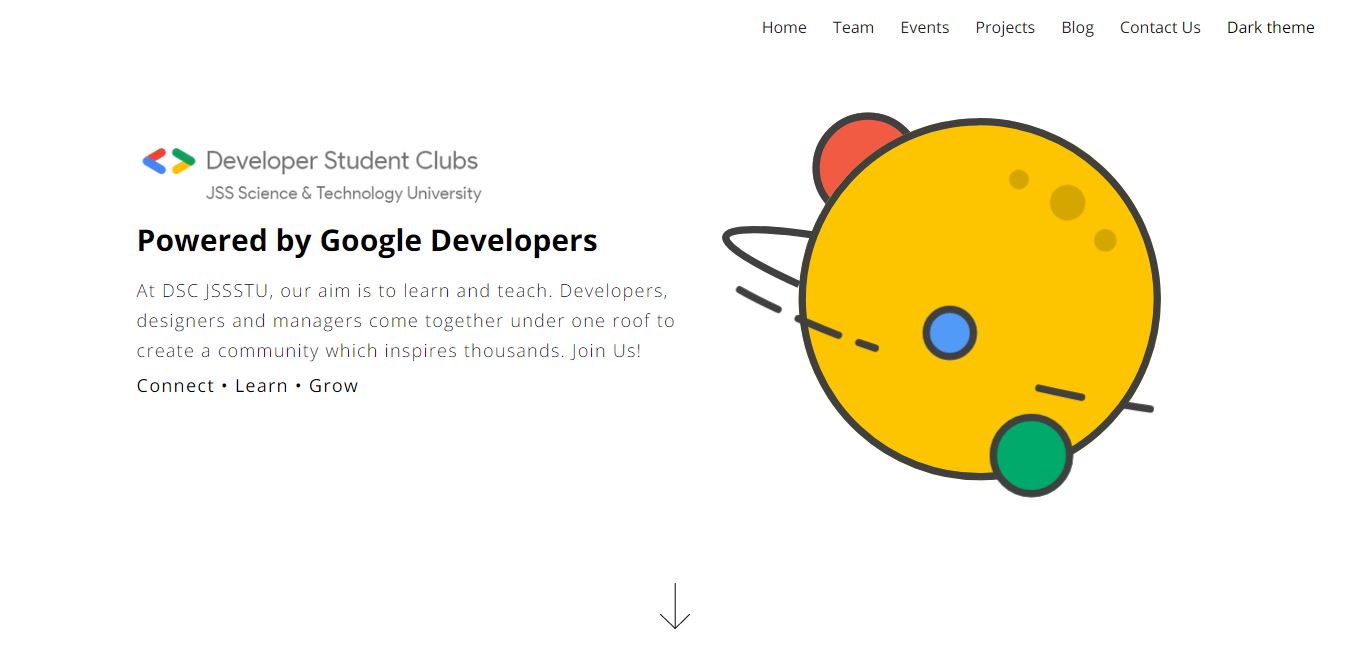 Home Team Events Projects Blog Contact Us Dark theme
Developer Student Clubs
JSS Science & Technology University
Powered by Google Developers
At DSC JSSSTU, our aim is to learn and teach. Developers,
designers and managers come together under one roof to
create a community which inspires thousands. Join Us!
Connect • Learn • Grow